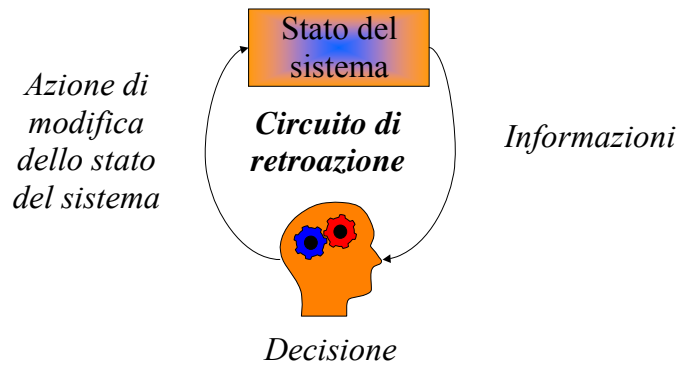 Stato del
sistema
Azione di
modifica
dello stato
del sistema
Circuito di
retroazione
Informazioni
Decisione